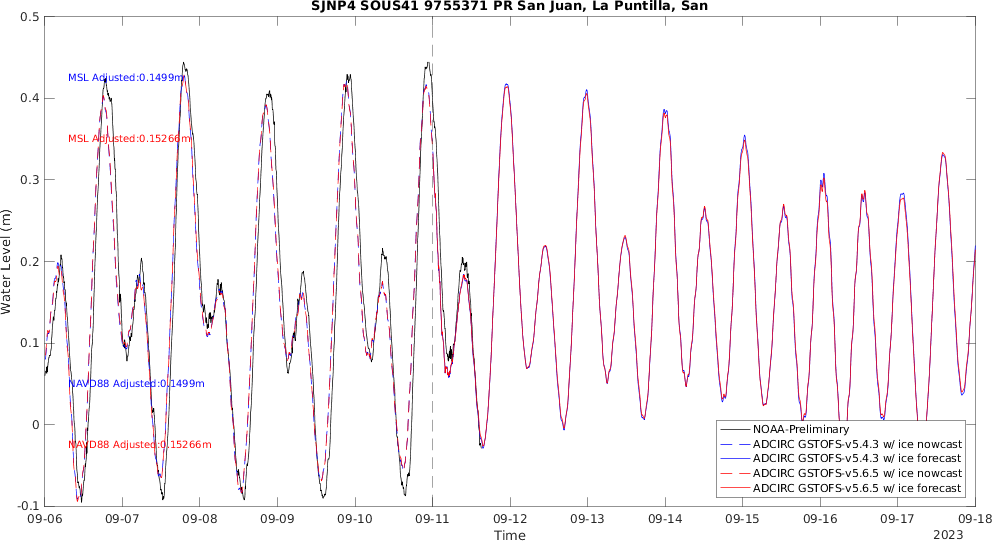 SJNP4 SOUS41 9755371 PR San Juan, La Puntilla, San
0.5
MSL Adjusted:0.1499m
0.4
MSL Adjusted:0.15266m
0.3
0.2
Water Level (m)
0.1
NAVD88 Adjusted:0.1499m
0
NAVD88 Adjusted:0.15266m
-0.1
NOAA-Preliminary
ADCIRC GSTOFS-v5.4.3 w/ ice nowcast
ADCIRC GSTOFS-v5.4.3 w/ ice forecast
ADCIRC GSTOFS-v5.6.5 w/ ice nowcast
ADCIRC GSTOFS-v5.6.5 w/ ice forecast
09-06 09-07 09-08 09-09 09-10 09-11 09-12 09-13 09-14 09-15 09-16 09-17 09-18
Time
2023